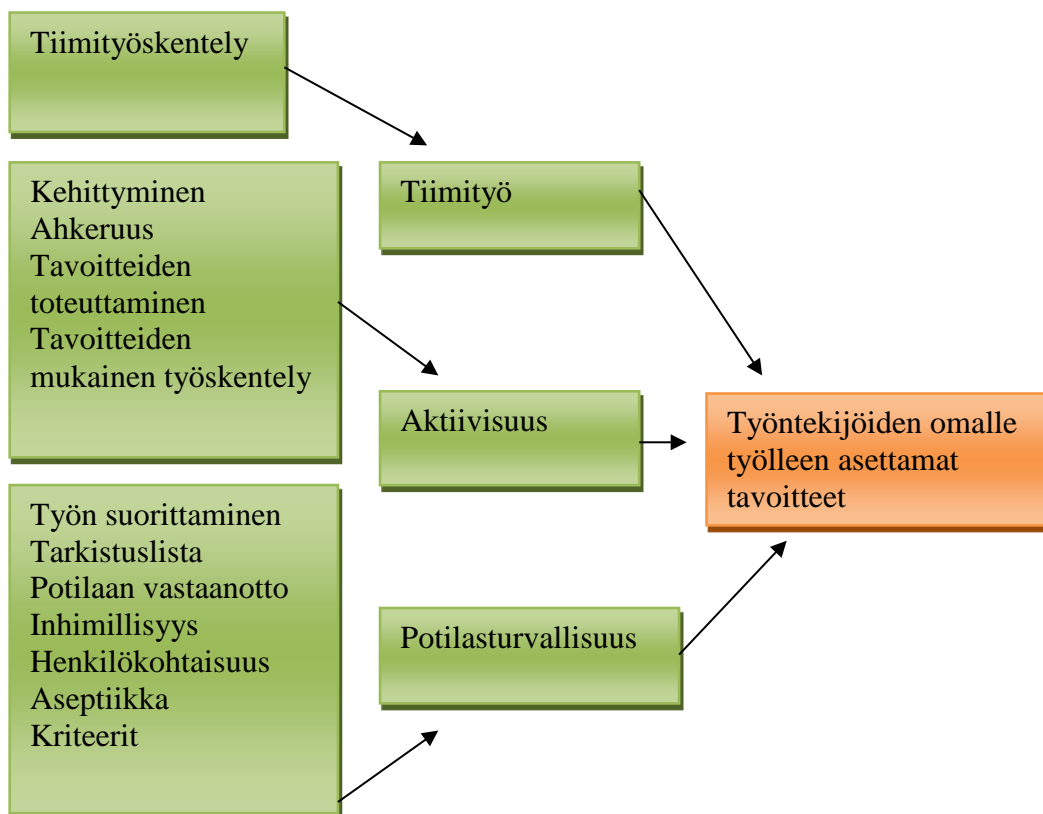 Tiimityöskentely
Kehittyminen
Ahkeruus
Tavoitteiden
toteuttaminen
Tavoitteiden
mukainen työskentely
Työn suorittaminen
Tarkistuslista
Potilaan vastaanotto
Inhimillisyys
Henkilökohtaisuus
Aseptiikka
Kriteerit
Tiimityö
Aktiivisuus
Potilasturvallisuus
Työntekijöiden omalle
työlleen asettamat
tavoitteet